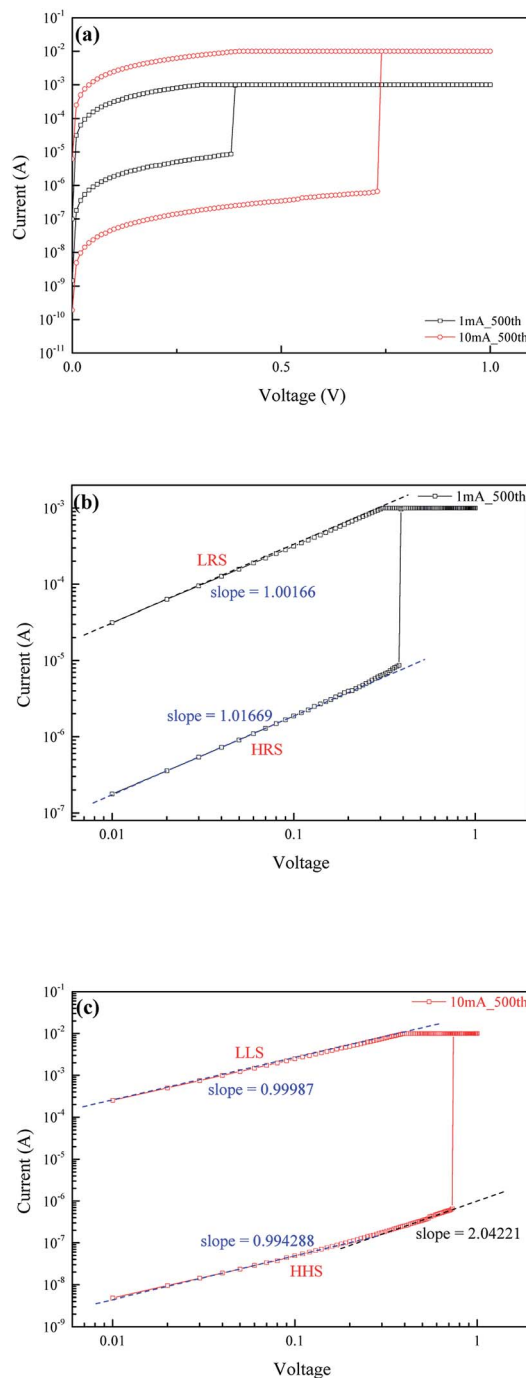 (a)
10⁻¹
10⁻²
10⁻³
10⁻⁴
10⁻⁵
10⁻⁶
10⁻⁷
10⁻⁸
10⁻⁹
10⁻¹⁰
10⁻¹¹
Current (A)
1mA_500th
10mA_500th
0.0 0.5 1.0
Voltage (V)
(b)
1mA_500th
10⁻³
10⁻⁴
10⁻⁵
10⁻⁶
10⁻⁷
Current (A)
LRS
slope = 1.00166
slope = 1.01669
HRS
0.01 0.1 1
Voltage
(c)
10mA_500th
10⁻¹
10⁻²
10⁻³
10⁻⁴
10⁻⁵
10⁻⁶
10⁻⁷
10⁻⁸
10⁻⁹
Current (A)
LLS
slope = 0.99987
slope = 0.994288
slope = 2.04221
HHS
0.01 0.1 1
Voltage